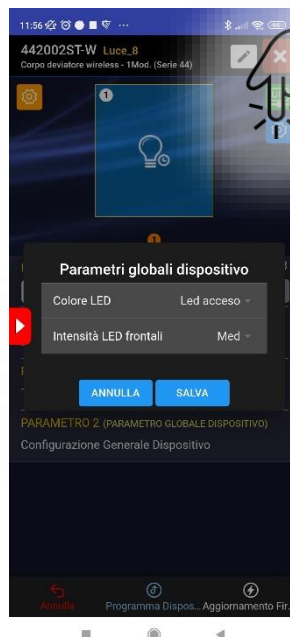 11:56
442002ST-W Luce_8
Corpo deviatore wireless - 1Mod. (Serie 44)
1
1
Parametri globali dispositivo
Colore LED Led acceso
Intensità LED frontali Med
ANNULLA SALVA
PARAMETRO 2 (PARAMETRO GLOBALE DISPOSITIVO)
Configurazione Generale Dispositivo
Annulla Programma Dispos... Aggiornamento Fir.